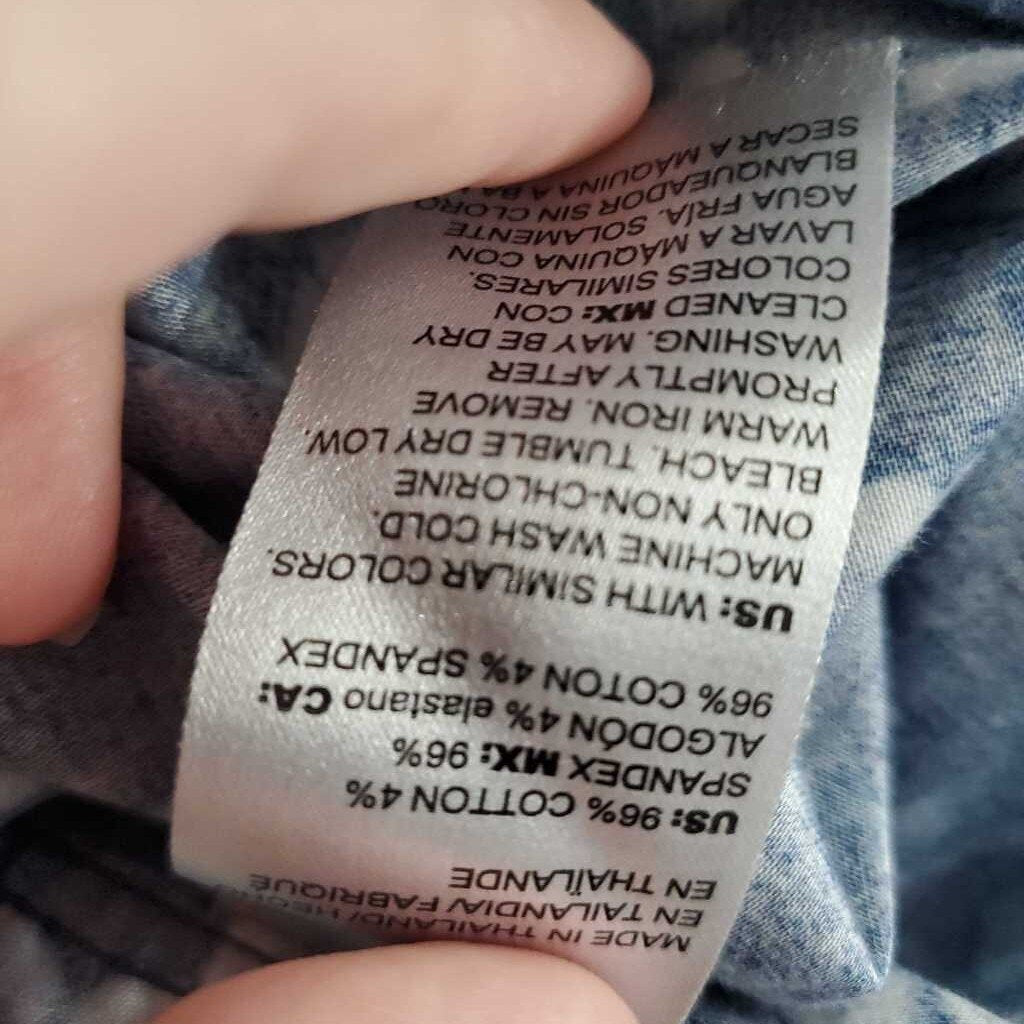 MADE IN THAILAND/ HECHO
EN TAILANDIA/ FABRIQUÉ
EN THAÏLANDE
US: 96% COTTON 4%
SPANDEX MX: 96%
ALGODÓN 4% elastano CA:
96% COTON 4% SPANDEX
US: WITH SIMILAR COLORS.
MACHINE WASH COLD.
ONLY NON-CHLORINE
BLEACH. TUMBLE DRY LOW.
WARM IRON. REMOVE
PROMPTLY AFTER
WASHING. MAY BE DRY
CLEANED MX: CON
COLORES SIMILARES.
LAVAR A MÁQUINA CON
AGUA FRÍA. SOLAMENTE
BLANQUEADOR SIN CLORO
SECAR A MÁQUINA A